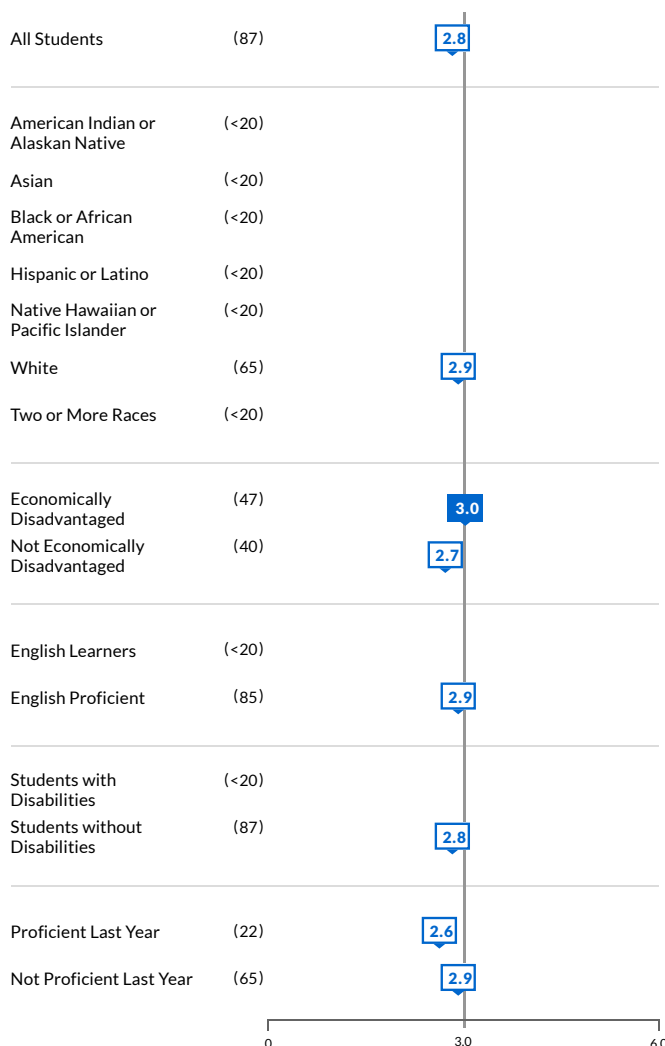 All Students (87) 2.8
American Indian or (<20)
Alaskan Native
Asian (<20)
Black or African (<20)
American
Hispanic or Latino (<20)
Native Hawaiian or (<20)
Pacific Islander
White (65) 2.9
Two or More Races (<20)
Economically (47) 3.0
Disadvantaged
Not Economically (40) 2.7
Disadvantaged
English Learners (<20)
English Proficient (85) 2.9
Students with (<20)
Disabilities
Students without (87) 2.8
Disabilities
Proficient Last Year (22) 2.6
Not Proficient Last Year (65) 2.9
0 3.0 6.0